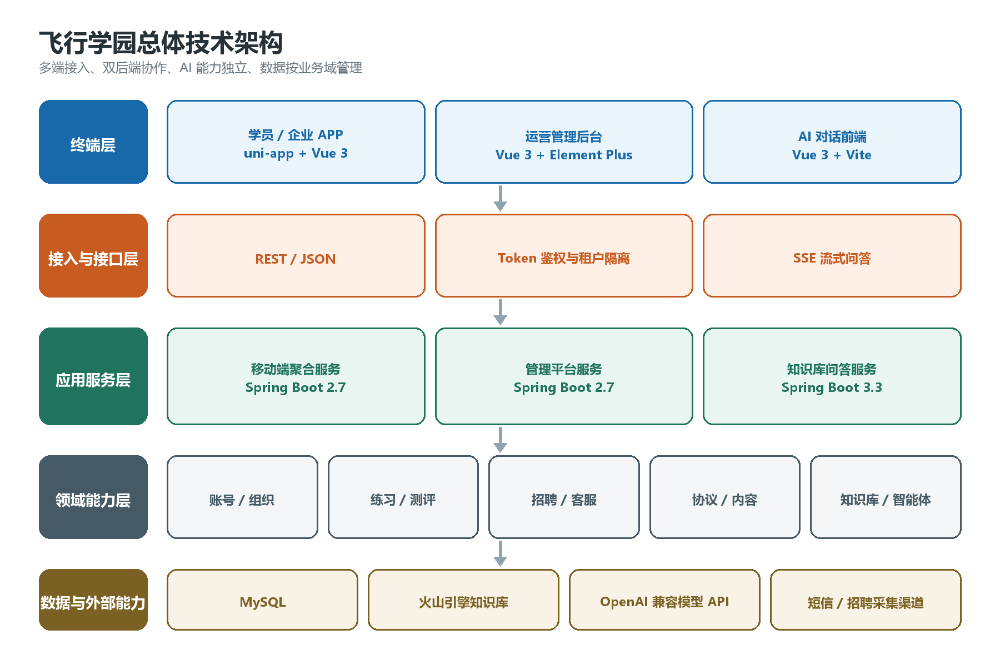 飞行学园总体技术架构
多端接入、双后端协作、AI 能力独立、数据按业务域管理
终端层
学员 / 企业 APP
uni-app + Vue 3
运营管理后台
Vue 3 + Element Plus
AI 对话前端
Vue 3 + Vite
接入与接口层
REST / JSON
Token 鉴权与租户隔离
SSE 流式问答
应用服务层
移动端聚合服务
Spring Boot 2.7
管理平台服务
Spring Boot 2.7
知识库问答服务
Spring Boot 3.3
领域能力层
账号 / 组织
练习 / 测评
招聘 / 客服
协议 / 内容
知识库 / 智能体
数据与外部能力
MySQL
火山引擎知识库
OpenAI 兼容模型 API
短信 / 招聘采集渠道